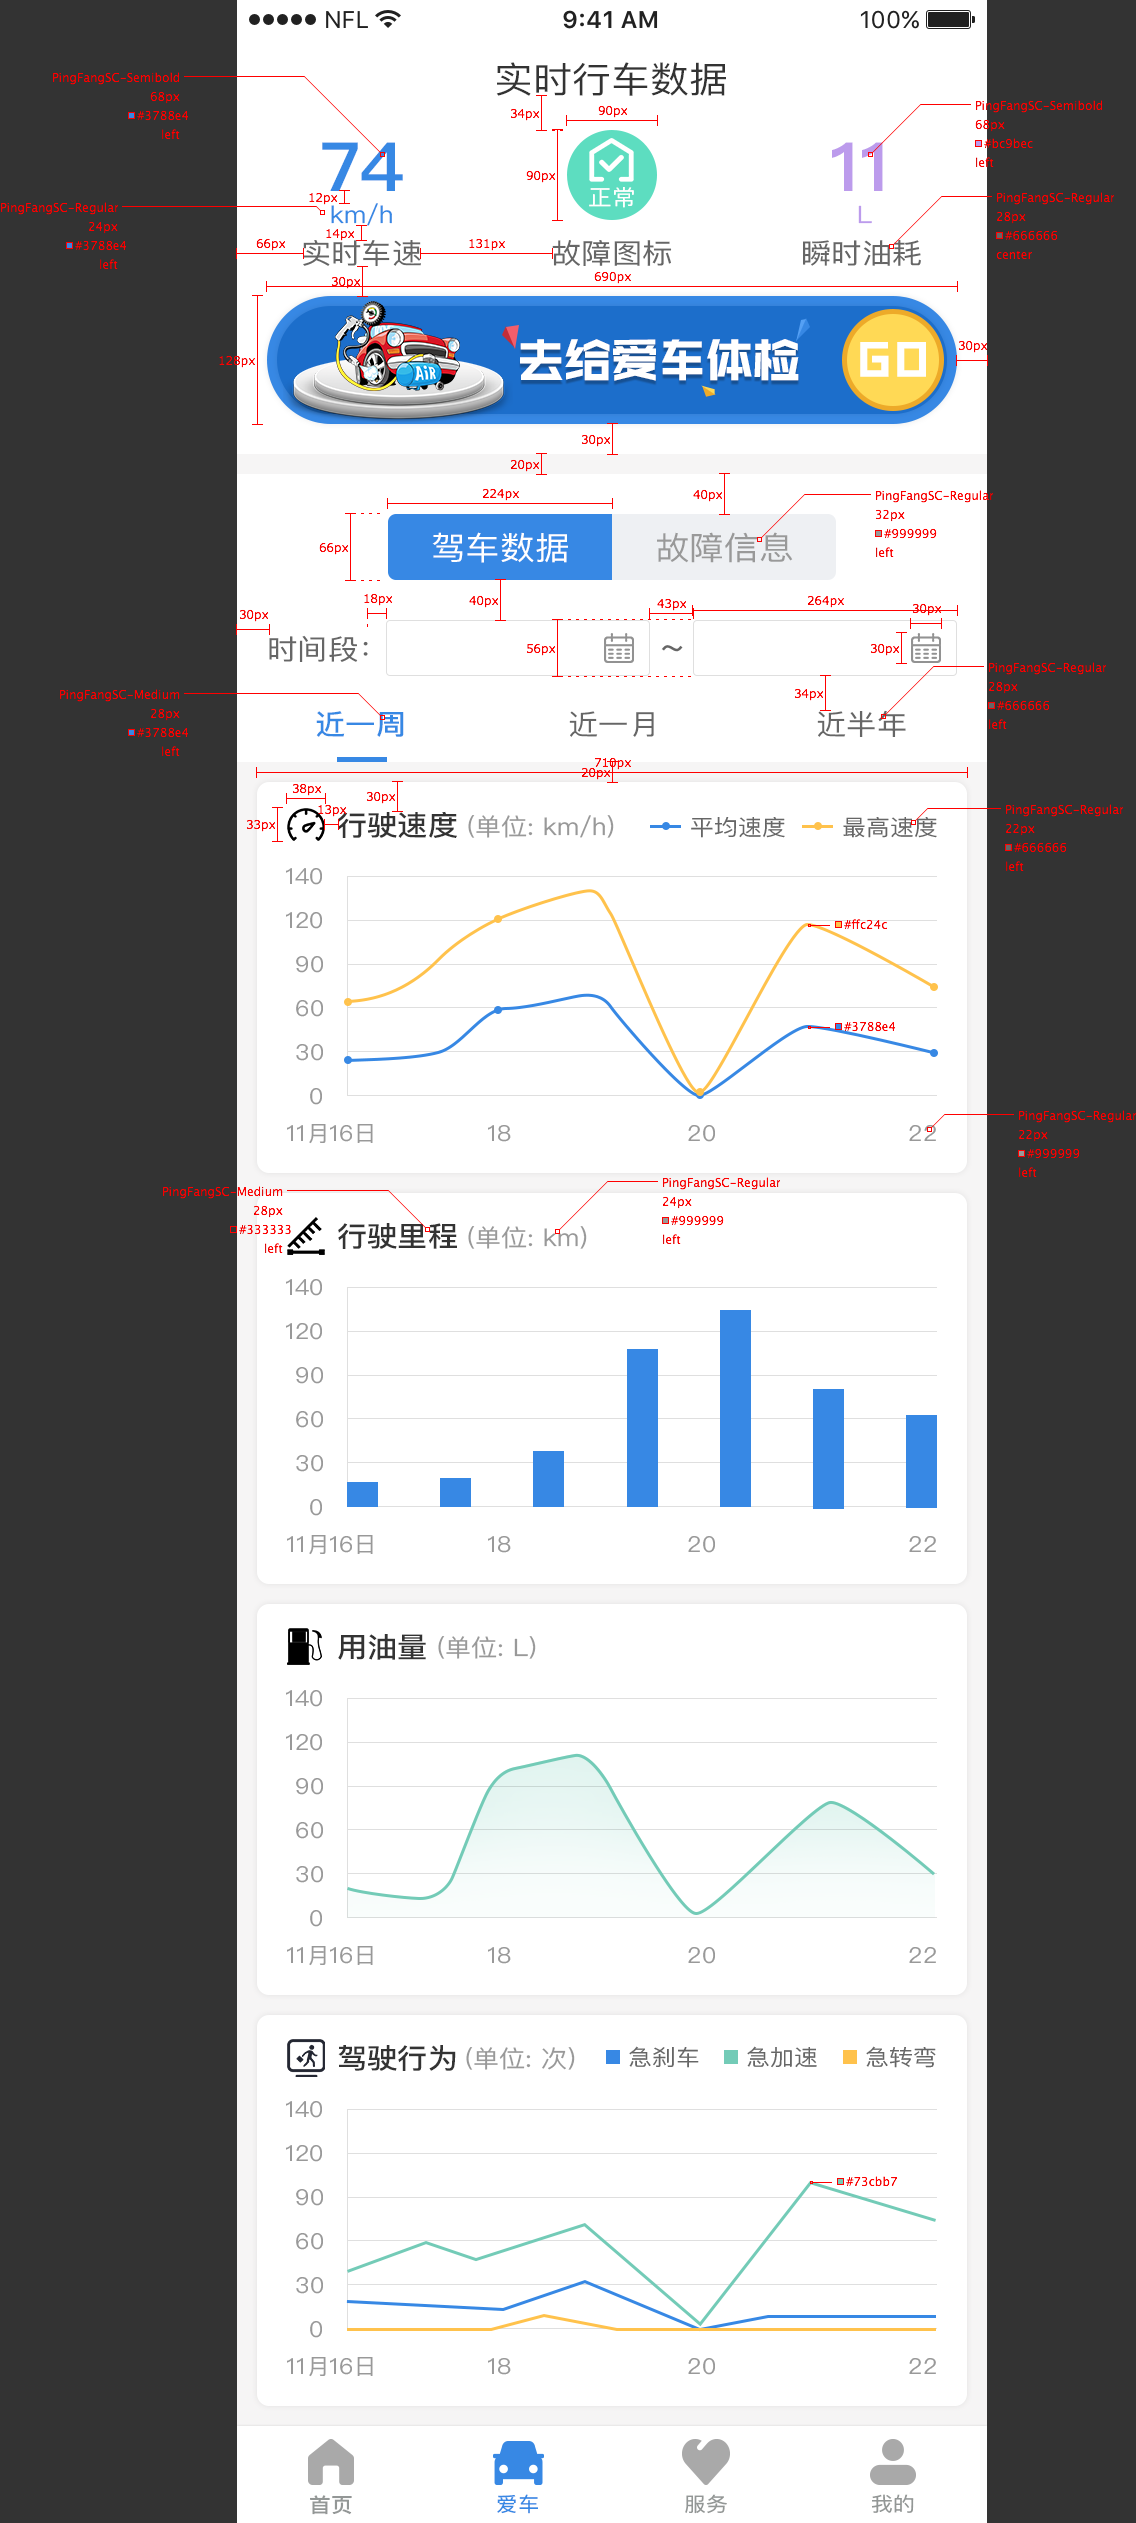 NFL 9:41 AM 100%
实时行车数据
PingFangSC-Semibold
68px
#3788e4
left
34px
90px
90px
PingFangSC-Semibold
68px
#bc9bec
left
74
11
正常
12px
km/h
L
PingFangSC-Regular
24px
#3788e4
left
PingFangSC-Regular
28px
#666666
center
14px
66px
131px
实时车速 故障图标 瞬时油耗
30px
690px
128px
AiR
去给爱车体检
GO
30px
30px
20px
224px
40px
PingFangSC-Regular
32px
#999999
left
66px
驾车数据 故障信息
40px
18px
43px
264px
30px
30px
时间段: ~
56px
30px
34px
PingFangSC-Medium
28px
#3788e4
left
PingFangSC-Regular
28px
#666666
left
近一周 近一月 近半年
710px
20px
38px
13px
30px
33px
行驶速度 (单位: km/h) 平均速度 最高速度
PingFangSC-Regular
22px
#666666
left
140
120
90
60
30
0
#ffc24c
#3788e4
11月16日 18 20 22
PingFangSC-Regular
22px
#999999
left
PingFangSC-Medium
28px
#333333
left
PingFangSC-Regular
24px
#999999
left
行驶里程 (单位: km)
140
120
90
60
30
0
11月16日 18 20 22
用油量 (单位: L)
140
120
90
60
30
0
11月16日 18 20 22
驾驶行为 (单位: 次) 急刹车 急加速 急转弯
140
120
90
60
30
0
#73cbb7
11月16日 18 20 22
首页 爱车 服务 我的